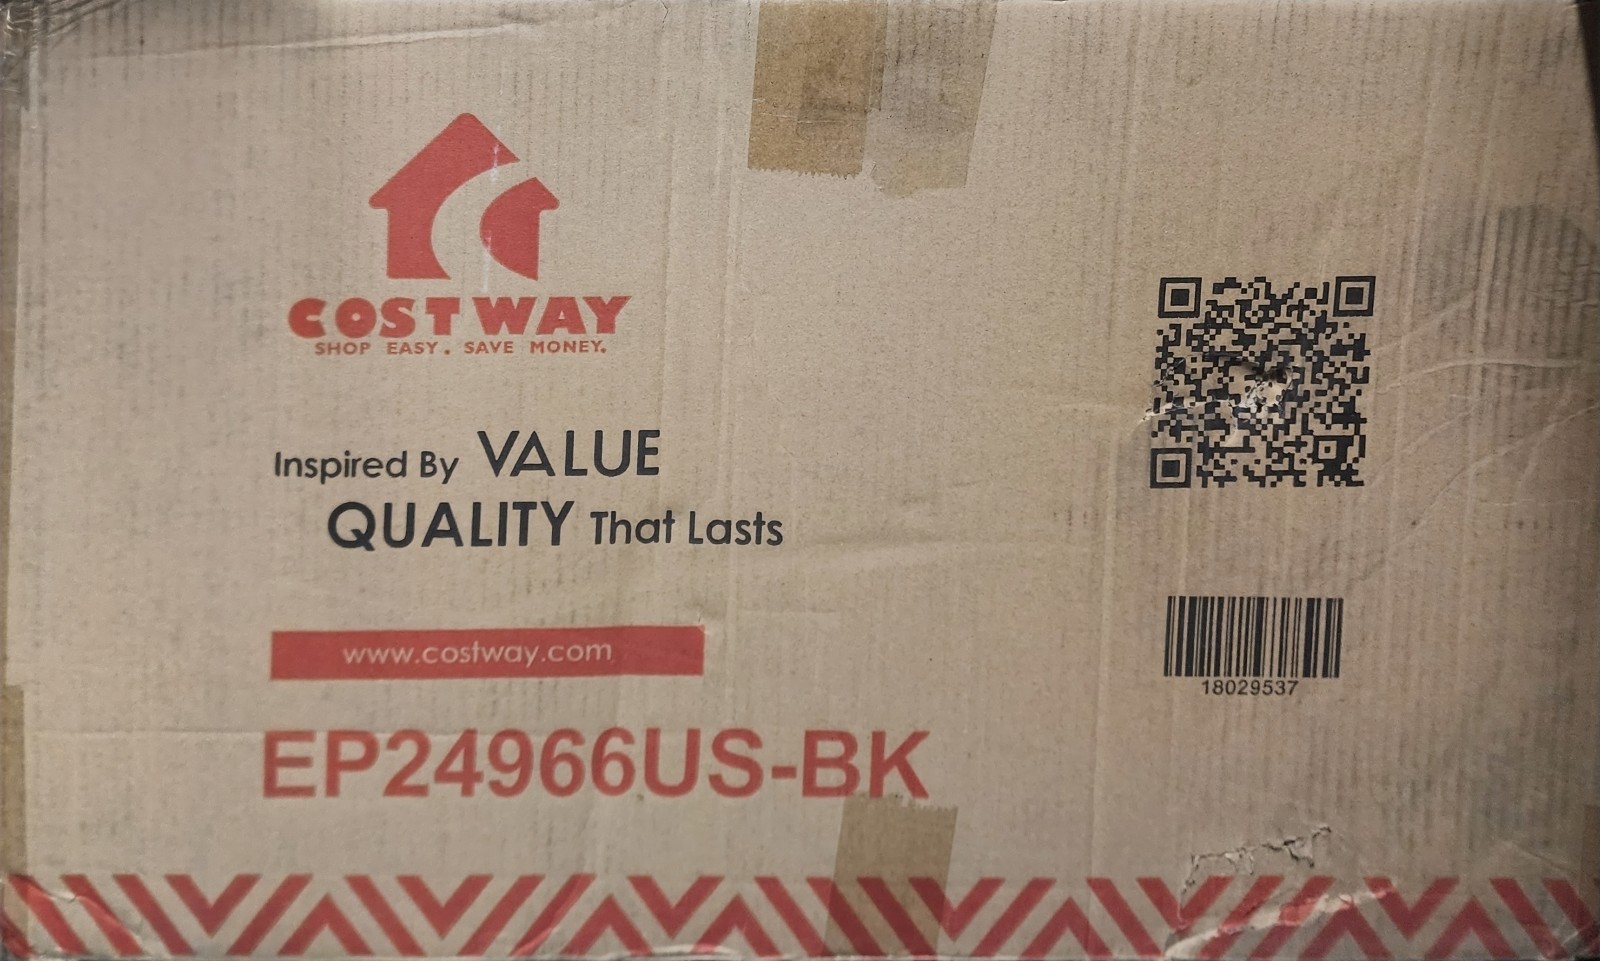 COSTWAY
SHOP EASY. SAVE MONEY.
Inspired By VALUE
QUALITY That Lasts
www.costway.com
EP24966US-BK
18029537